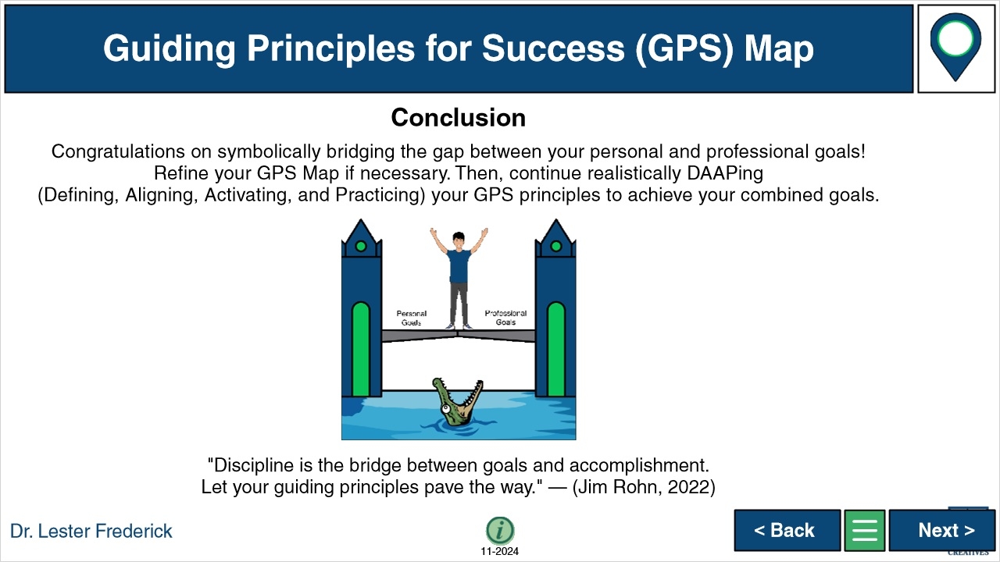 Guiding Principles for Success (GPS) Map
Conclusion
Congratulations on symbolically bridging the gap between your personal and professional goals!
Refine your GPS Map if necessary. Then, continue realistically DAAPing
(Defining, Aligning, Activating, and Practicing) your GPS principles to achieve your combined goals.
Personal
Goals
Professional
Goals
"Discipline is the bridge between goals and accomplishment.
Let your guiding principles pave the way." — (Jim Rohn, 2022)
Dr. Lester Frederick
i
11-2024
< Back
Next >
CREATIVES